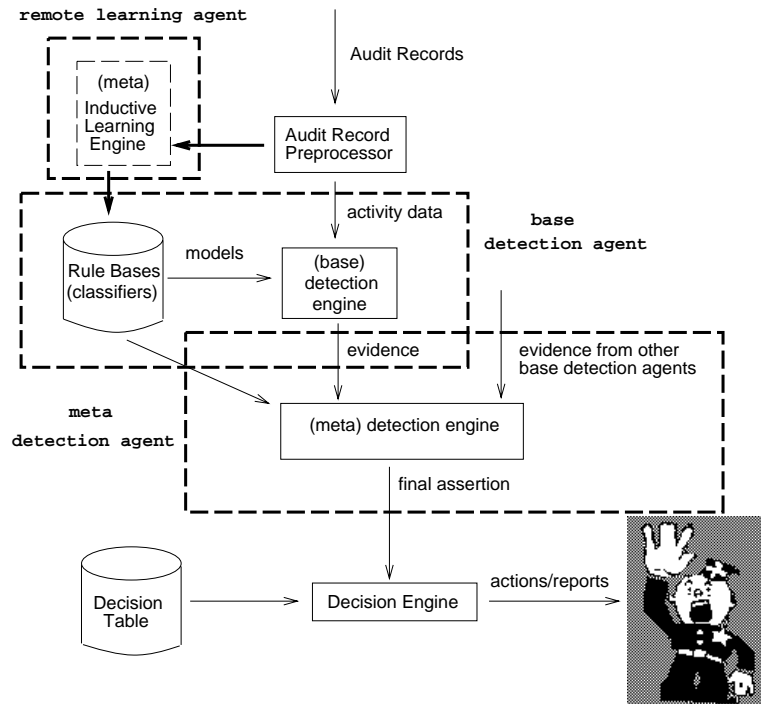 remote learning agent
Audit Records
(meta)
Inductive
Learning
Engine
Audit Record
Preprocessor
activity data
base
detection agent
models
Rule Bases
(classifiers)
(base)
detection
engine
evidence
evidence from other
base detection agents
meta
detection agent
(meta) detection engine
final assertion
Decision
Table
Decision Engine
actions/reports